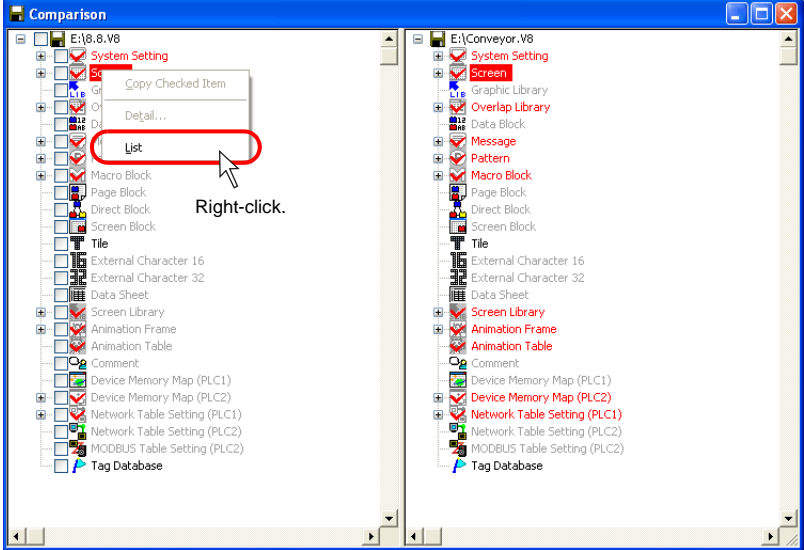 Comparison
E:\8.8.V8
System Setting
Copy Checked Item
Detail...
List
Right-click.
Macro Block
Page Block
Direct Block
Screen Block
Tile
External Character 16
External Character 32
Data Sheet
Screen Library
Animation Frame
Animation Table
Comment
Device Memory Map (PLC1)
Device Memory Map (PLC2)
Network Table Setting (PLC1)
Network Table Setting (PLC2)
MODBUS Table Setting (PLC2)
Tag Database
E:\Conveyor.V8
System Setting
Screen
Graphic Library
Overlap Library
Data Block
Message
Pattern
Macro Block
Page Block
Direct Block
Screen Block
Tile
External Character 16
External Character 32
Data Sheet
Screen Library
Animation Frame
Animation Table
Comment
Device Memory Map (PLC1)
Device Memory Map (PLC2)
Network Table Setting (PLC1)
Network Table Setting (PLC2)
MODBUS Table Setting (PLC2)
Tag Database